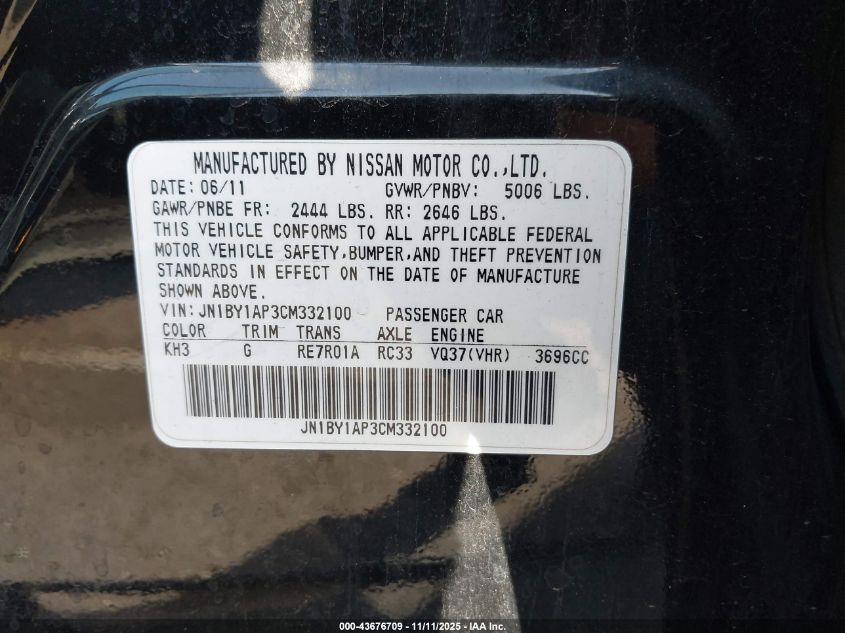 MANUFACTURED BY NISSAN MOTOR CO.,LTD.
DATE: 06/11 GVWR/PNBV: 5006 LBS.
GAWR/PNBE FR: 2444 LBS. RR: 2646 LBS.
THIS VEHICLE CONFORMS TO ALL APPLICABLE FEDERAL
MOTOR VEHICLE SAFETY,BUMPER,AND THEFT PREVENTION
STANDARDS IN EFFECT ON THE DATE OF MANUFACTURE
SHOWN ABOVE.
VIN:JN1BY1AP3CM332100 PASSENGER CAR
COLOR TRIM TRANS AXLE ENGINE
KH3 G RE7R01A RC33 VQ37(VHR) 3696CC
JN1BY1AP3CM332100
000-43676709 - 11/11/2025 - IAA Inc.